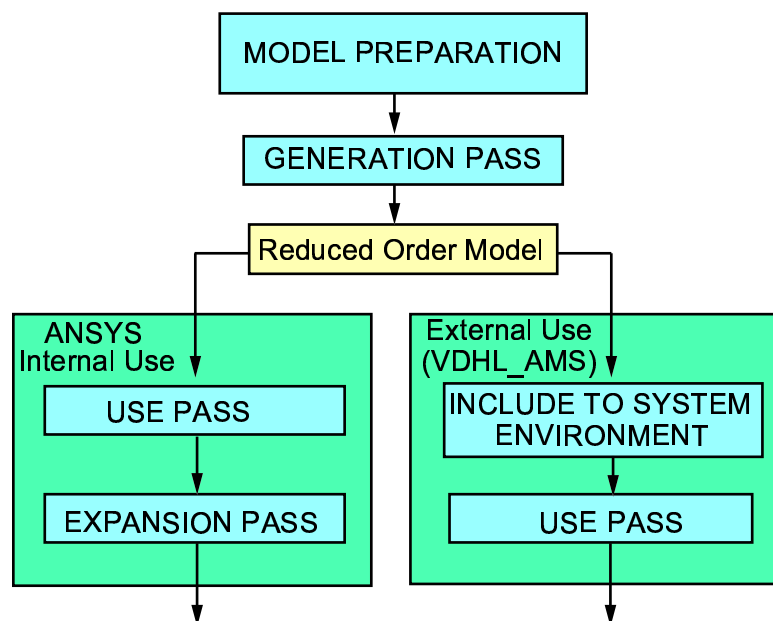 MODEL PREPARATION
GENERATION PASS
Reduced Order Model
ANSYS
Internal Use
USE PASS
EXPANSION PASS
External Use
(VDHL_AMS)
INCLUDE TO SYSTEM
ENVIRONMENT
USE PASS